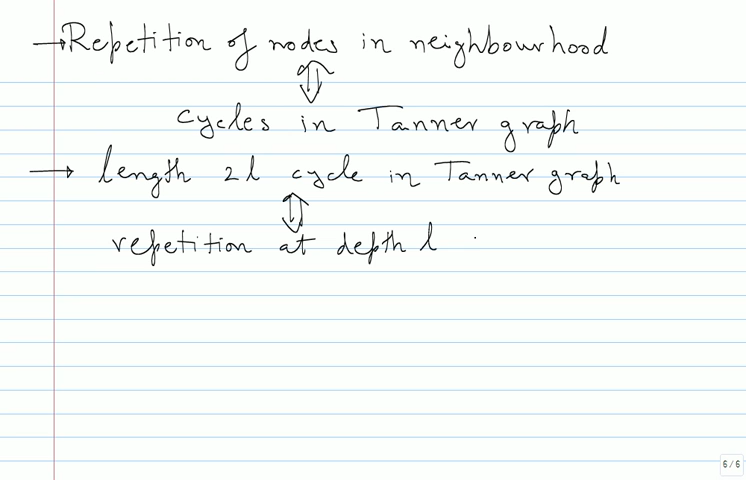 → Repetition of nodes in neighbourhood
⇕
cycles in Tanner graph
→ length 2l cycle in Tanner graph
⇕
repetition at depth l
6 / 6